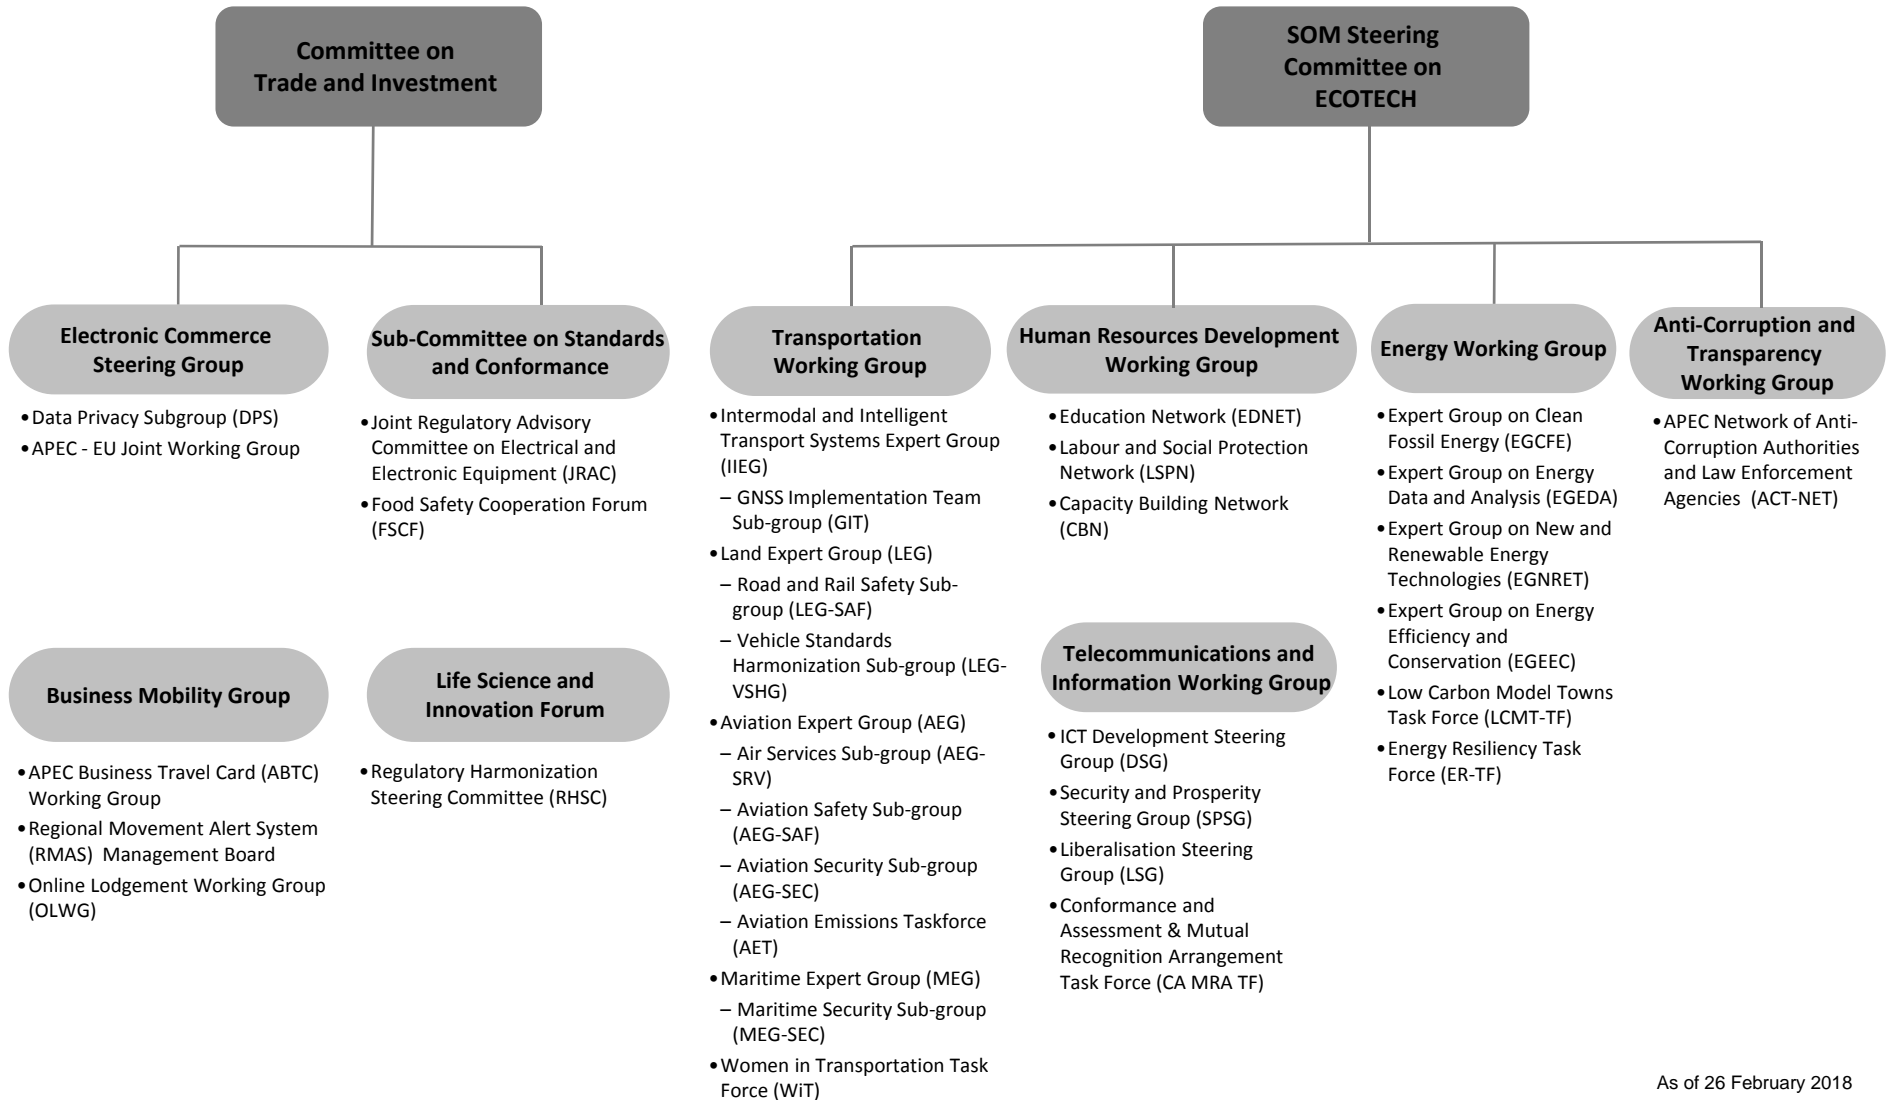 Committee on
Trade and Investment
SOM Steering
Committee on
ECOTECH
Electronic Commerce
Steering Group
• Data Privacy Subgroup (DPS)
• APEC - EU Joint Working Group
Sub-Committee on Standards
and Conformance
• Joint Regulatory Advisory
Committee on Electrical and
Electronic Equipment (JRAC)
• Food Safety Cooperation Forum
(FSCF)
Business Mobility Group
• APEC Business Travel Card (ABTC)
Working Group
• Regional Movement Alert System
(RMAS)  Management Board
• Online Lodgement Working Group
(OLWG)
Life Science and
Innovation Forum
• Regulatory Harmonization
Steering Committee (RHSC)
Transportation
Working Group
• Intermodal and Intelligent
Transport Systems Expert Group
(IIEG)
– GNSS Implementation Team
Sub-group (GIT)
• Land Expert Group (LEG)
– Road and Rail Safety Sub-
group (LEG-SAF)
– Vehicle Standards
Harmonization Sub-group (LEG-
VSHG)
• Aviation Expert Group (AEG)
– Air Services Sub-group (AEG-
SRV)
– Aviation Safety Sub-group
(AEG-SAF)
– Aviation Security Sub-group
(AEG-SEC)
– Aviation Emissions Taskforce
(AET)
• Maritime Expert Group (MEG)
– Maritime Security Sub-group
(MEG-SEC)
• Women in Transportation Task
Force (WiT)
Human Resources Development
Working Group
• Education Network (EDNET)
• Labour and Social Protection
Network (LSPN)
• Capacity Building Network
(CBN)
Telecommunications and
Information Working Group
• ICT Development Steering
Group (DSG)
• Security and Prosperity
Steering Group (SPSG)
• Liberalisation Steering
Group (LSG)
• Conformance and
Assessment & Mutual
Recognition Arrangement
Task Force (CA MRA TF)
Energy Working Group
• Expert Group on Clean
Fossil Energy (EGCFE)
• Expert Group on Energy
Data and Analysis (EGEDA)
• Expert Group on New and
Renewable Energy
Technologies (EGNRET)
• Expert Group on Energy
Efficiency and
Conservation (EGEEC)
• Low Carbon Model Towns
Task Force (LCMT-TF)
• Energy Resiliency Task
Force (ER-TF)
Anti-Corruption and
Transparency
Working Group
• APEC Network of Anti-
Corruption Authorities
and Law Enforcement
Agencies  (ACT-NET)
As of 26 February 2018